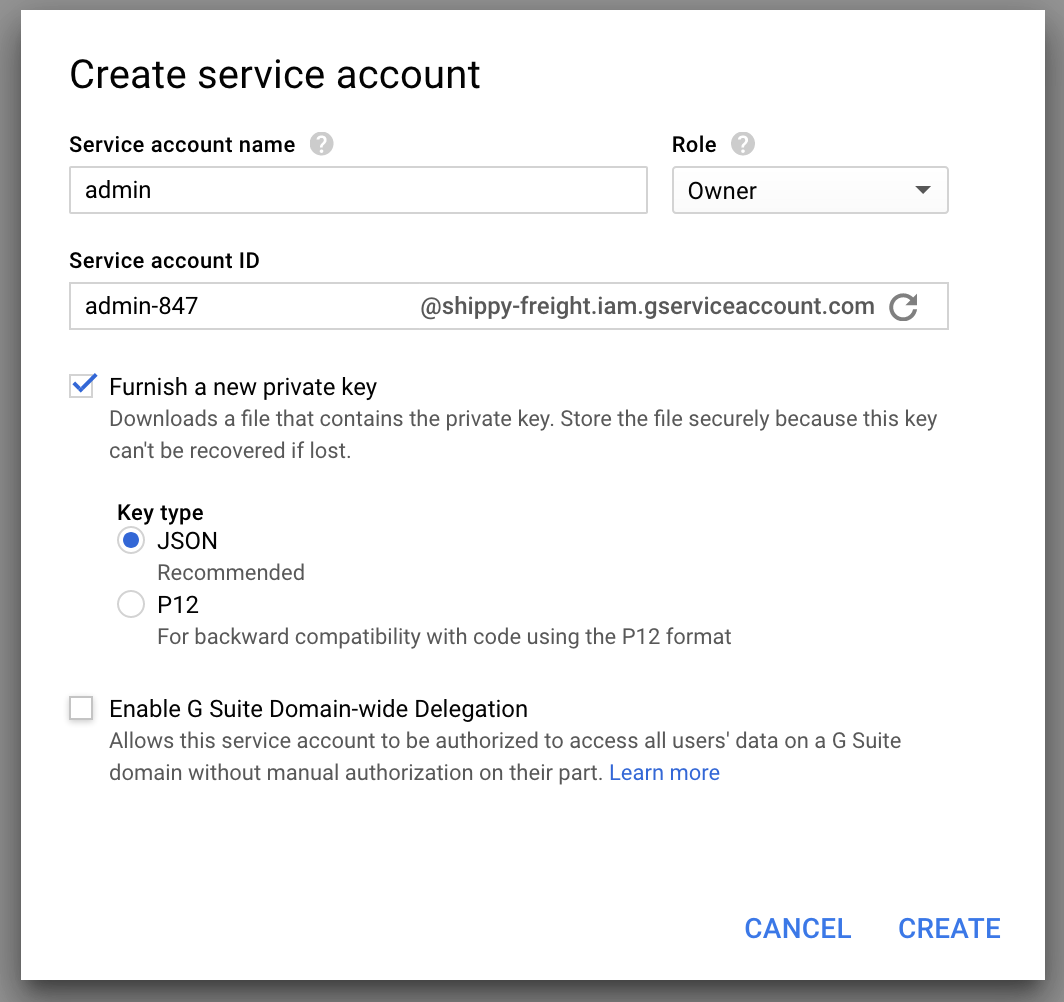 Create service account
Service account name ?
Role ?
admin
Owner
Service account ID
admin-847 @shippy-freight.iam.gserviceaccount.com
Furnish a new private key
Downloads a file that contains the private key. Store the file securely because this key
can't be recovered if lost.
Key type
JSON
Recommended
P12
For backward compatibility with code using the P12 format
Enable G Suite Domain-wide Delegation
Allows this service account to be authorized to access all users' data on a G Suite
domain without manual authorization on their part. Learn more
CANCEL CREATE